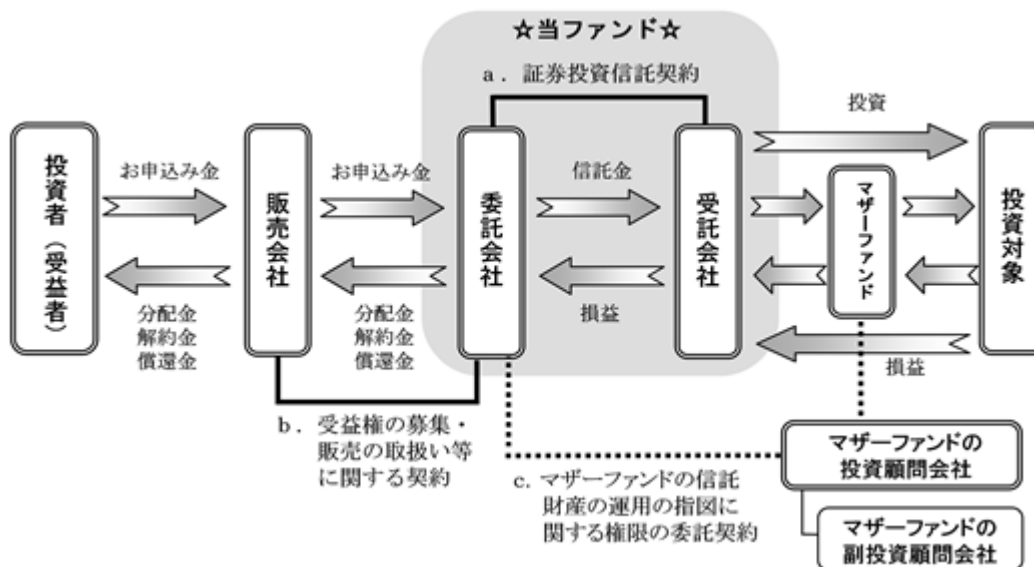 ☆当ファンド☆
a．証券投資信託契約
投資者（受益者）
お申込み金
分配金
解約金
償還金
販売会社
お申込み金
分配金
解約金
償還金
委託会社
信託金
損益
受託会社
投資
マザーファンド
損益
投資対象
b．受益権の募集・
販売の取扱い等
に関する契約
c．マザーファンドの信託
財産の運用の指図に
関する権限の委託契約
マザーファンドの
投資顧問会社
マザーファンドの
副投資顧問会社